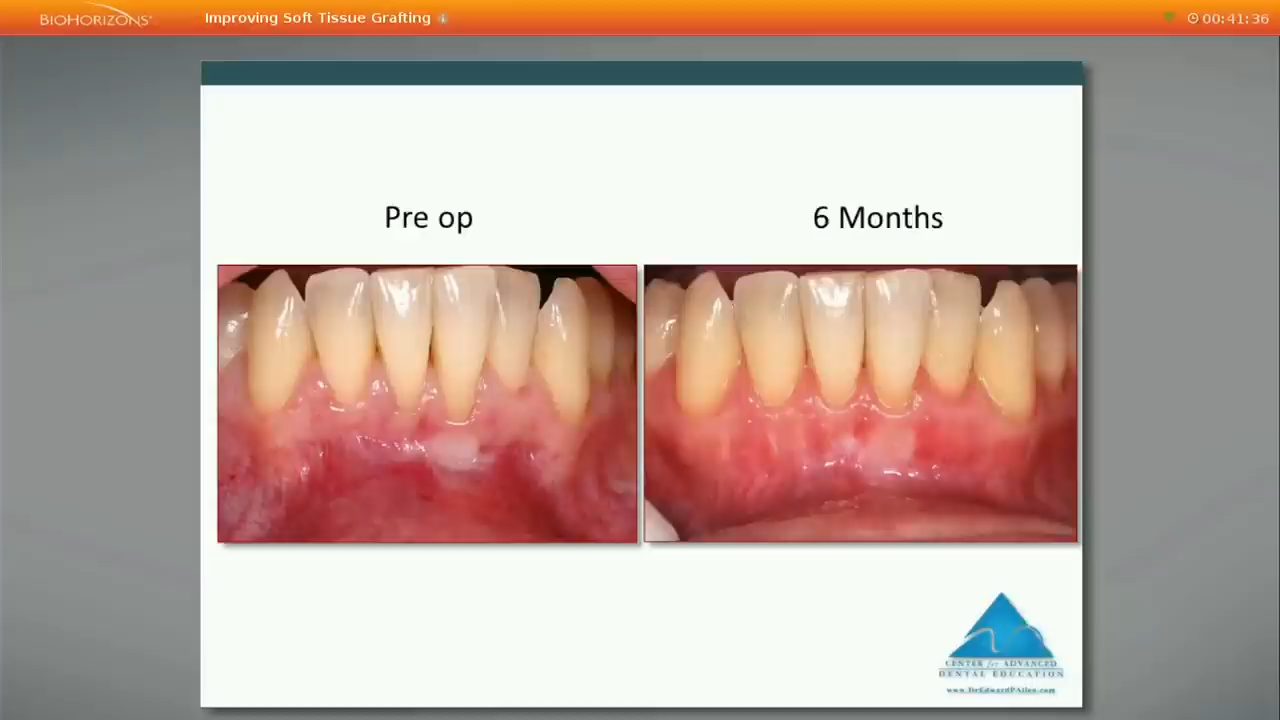 BIOHORIZONS®
Improving Soft Tissue Grafting
00:41:36
Pre op
6 Months
CENTER for ADVANCED
DENTAL EDUCATION
www.DrEdwardPAllen.com